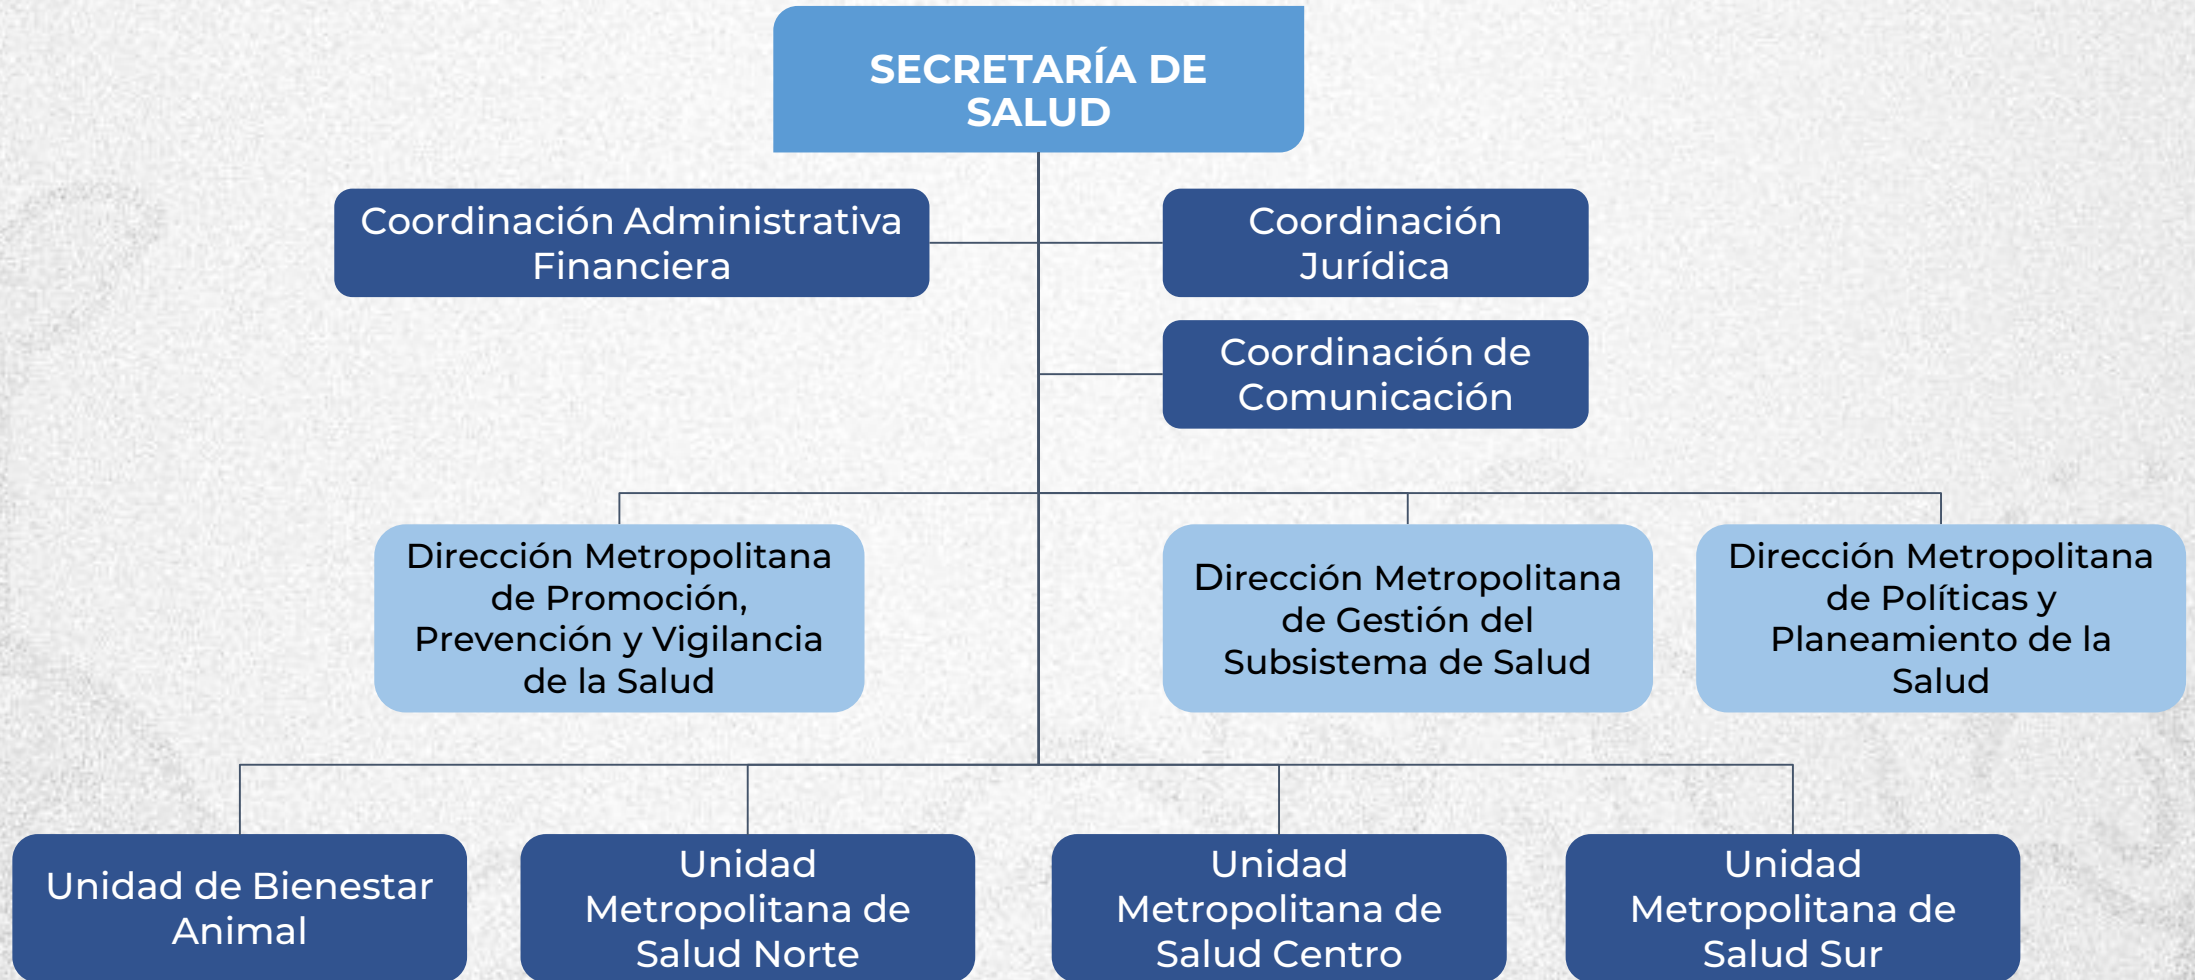 SECRETARÍA DE
SALUD
Coordinación Administrativa
Financiera
Coordinación
Jurídica
Coordinación de
Comunicación
Dirección Metropolitana
de Promoción,
Prevención y Vigilancia
de la Salud
Dirección Metropolitana
de Gestión del
Subsistema de Salud
Dirección Metropolitana
de Políticas y
Planeamiento de la
Salud
Unidad de Bienestar
Animal
Unidad
Metropolitana de
Salud Norte
Unidad
Metropolitana de
Salud Centro
Unidad
Metropolitana de
Salud Sur